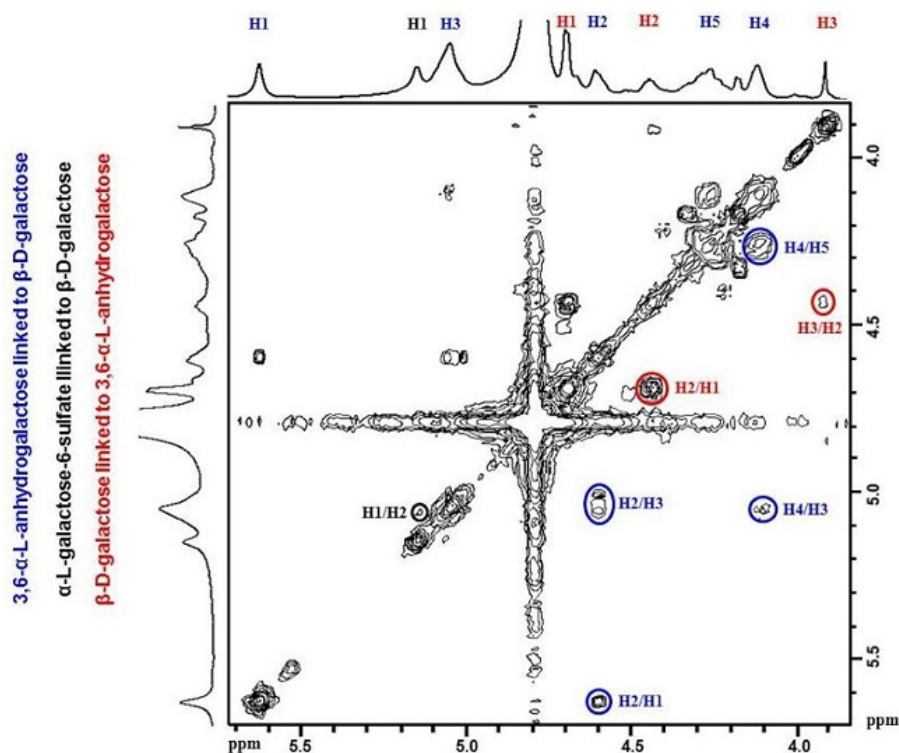 H1 H1 H3 H1 H2 H2 H5 H4 H3
3,6-α-L-anhydrogalactose linked to β-D-galactose
α-L-galactose-6-sulfate llinked to β-D-galactose
β-D-galactose linked to 3,6-α-L-anhydrogalactose
4.0
H4/H5
H3/H2
4.5
H2/H1
5.0
H1/H2
H2/H3
H4/H3
5.5
H2/H1
ppm
ppm 5.5 5.0 4.5 4.0